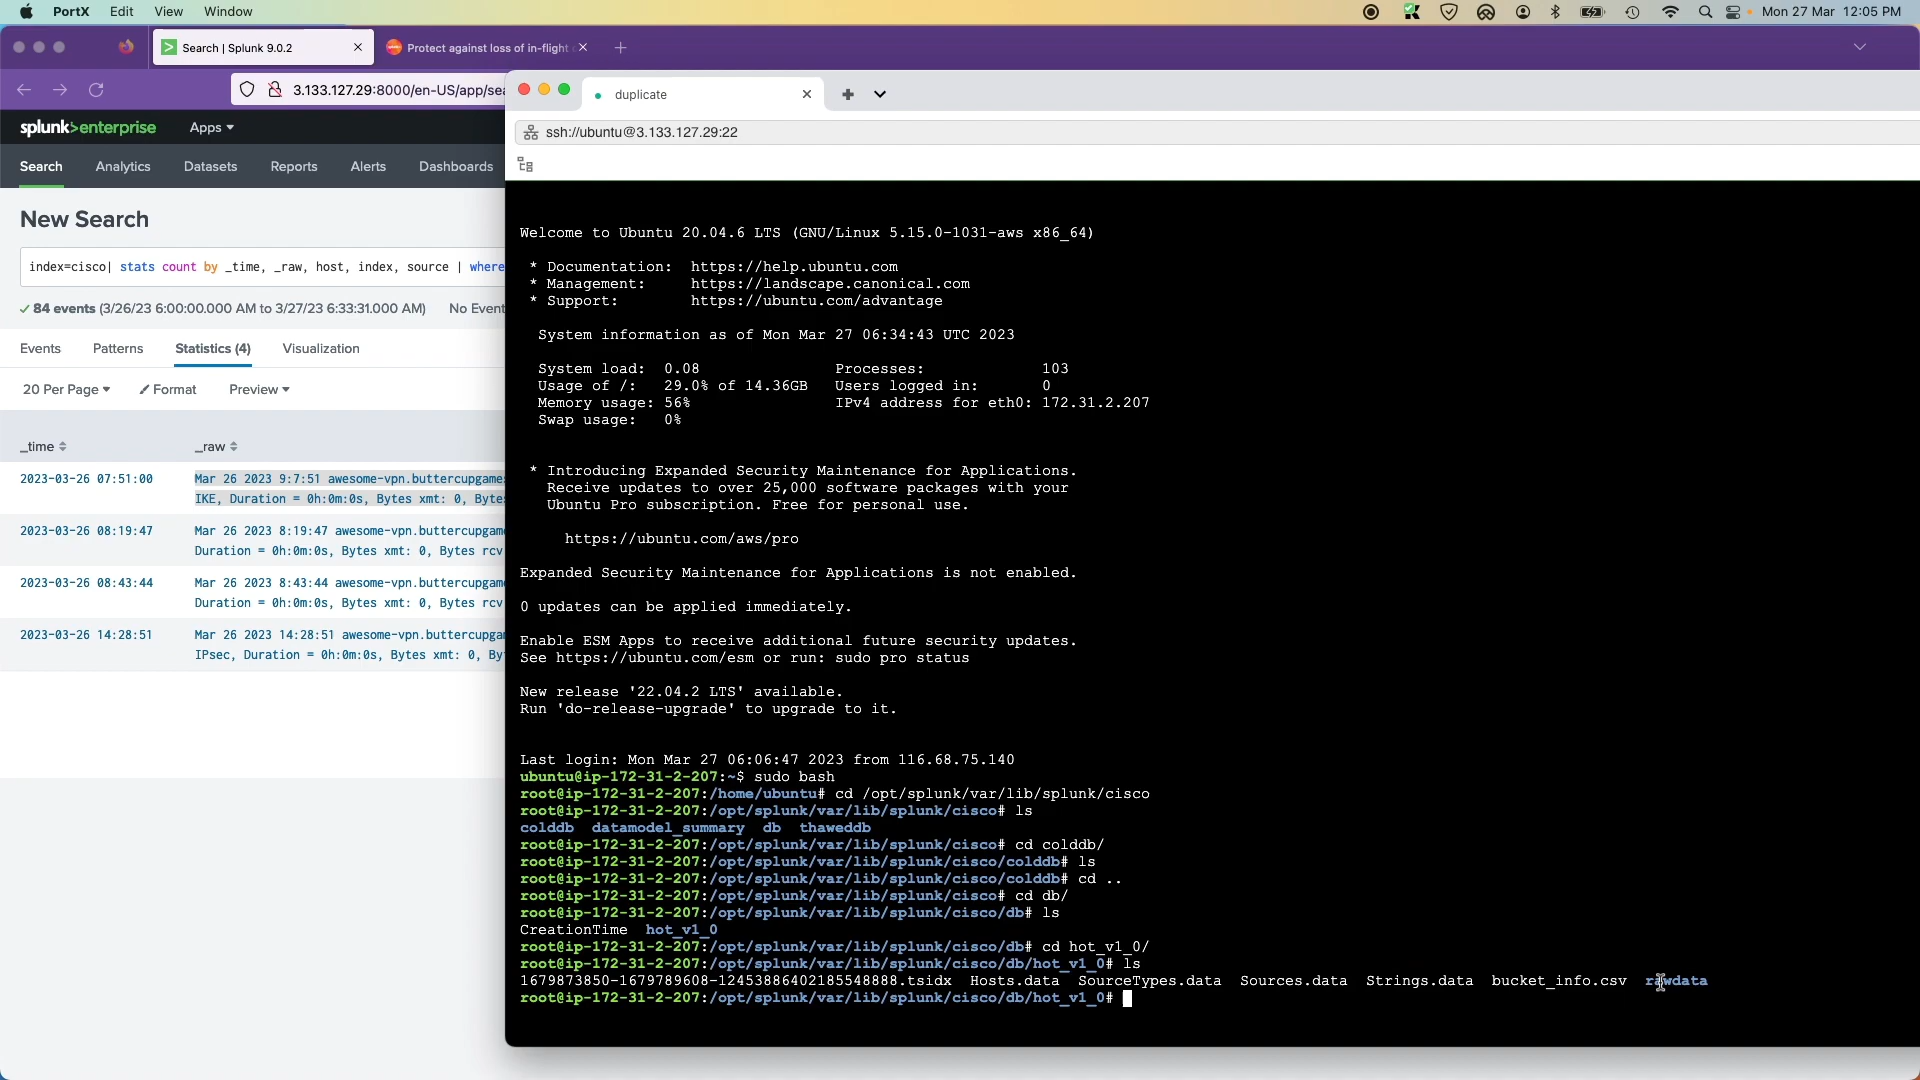 PortX Edit View Window Mon 27 Mar 12:05 PM
Search | Splunk 9.0.2
Protect against loss of in-flight
3.133.127.29:8000/en-US/app/sea
duplicate
splunk>enterprise Apps
ssh://ubuntu@3.133.127.29:22
Search Analytics Datasets Reports Alerts Dashboards
New Search
index=cisco| stats count by _time, _raw, host, index, source | where
84 events (3/26/23 6:00:00.000 AM to 3/27/23 6:33:31.000 AM) No Event
Events Patterns Statistics (4) Visualization
20 Per Page Format Preview
_time _raw
2023-03-26 07:51:00 Mar 26 2023 9:7:51 awesome-vpn.buttercupgames
IKE, Duration = 0h:0m:0s, Bytes xmt: 0, Bytes
2023-03-26 08:19:47 Mar 26 2023 8:19:47 awesome-vpn.buttercupgam
Duration = 0h:0m:0s, Bytes xmt: 0, Bytes rcv
2023-03-26 08:43:44 Mar 26 2023 8:43:44 awesome-vpn.buttercupgam
Duration = 0h:0m:0s, Bytes xmt: 0, Bytes rcv
2023-03-26 14:28:51 Mar 26 2023 14:28:51 awesome-vpn.buttercupga
IPsec, Duration = 0h:0m:0s, Bytes xmt: 0, By
Welcome to Ubuntu 20.04.6 LTS (GNU/Linux 5.15.0-1031-aws x86_64)
* Documentation: https://help.ubuntu.com
* Management: https://landscape.canonical.com
* Support: https://ubuntu.com/advantage
System information as of Mon Mar 27 06:34:43 UTC 2023
System load: 0.08 Processes: 103
Usage of /: 29.0% of 14.36GB Users logged in: 0
Memory usage: 56% IPv4 address for eth0: 172.31.2.207
Swap usage: 0%
* Introducing Expanded Security Maintenance for Applications.
Receive updates to over 25,000 software packages with your
Ubuntu Pro subscription. Free for personal use.
https://ubuntu.com/aws/pro
Expanded Security Maintenance for Applications is not enabled.
0 updates can be applied immediately.
Enable ESM Apps to receive additional future security updates.
See https://ubuntu.com/esm or run: sudo pro status
New release '22.04.2 LTS' available.
Run 'do-release-upgrade' to upgrade to it.
Last login: Mon Mar 27 06:06:47 2023 from 116.68.75.140
ubuntu@ip-172-31-2-207:~$ sudo bash
root@ip-172-31-2-207:/home/ubuntu# cd /opt/splunk/var/lib/splunk/cisco
root@ip-172-31-2-207:/opt/splunk/var/lib/splunk/cisco# ls
colddb datamodel_summary db thaweddb
root@ip-172-31-2-207:/opt/splunk/var/lib/splunk/cisco# cd colddb/
root@ip-172-31-2-207:/opt/splunk/var/lib/splunk/cisco/colddb# ls
root@ip-172-31-2-207:/opt/splunk/var/lib/splunk/cisco/colddb# cd ..
root@ip-172-31-2-207:/opt/splunk/var/lib/splunk/cisco# cd db/
root@ip-172-31-2-207:/opt/splunk/var/lib/splunk/cisco/db# ls
CreationTime hot_v1_0
root@ip-172-31-2-207:/opt/splunk/var/lib/splunk/cisco/db# cd hot_v1_0/
root@ip-172-31-2-207:/opt/splunk/var/lib/splunk/cisco/db/hot_v1_0# ls
1679873850-1679789608-12453886402185548888.tsidx Hosts.data SourceTypes.data Sources.data Strings.data bucket_info.csv rawdata
root@ip-172-31-2-207:/opt/splunk/var/lib/splunk/cisco/db/hot_v1_0#